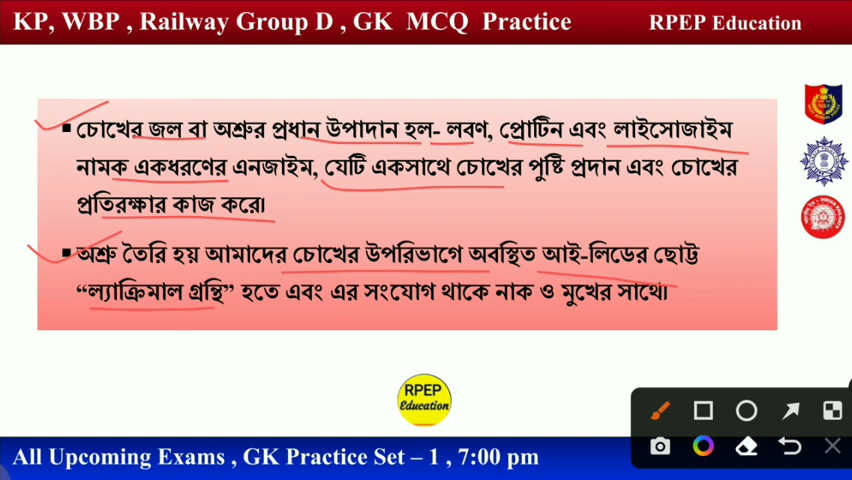 KP, WBP , Railway Group D , GK MCQ Practice
RPEP Education
▪ চোখের জল বা অশ্রুর প্রধান উপাদান হল- লবণ, প্রোটিন এবং লাইসোজাইম
নামক একধরণের এনজাইম, যেটি একসাথে চোখের পুষ্টি প্রদান এবং চোখের
প্রতিরক্ষার কাজ করে।
▪ অশ্রু তৈরি হয় আমাদের চোখের উপরিভাগে অবস্থিত আই-লিডের ছোট্ট
“ল্যাক্রিমাল গ্রন্থি” হতে এবং এর সংযোগ থাকে নাক ও মুখের সাথে।
RPEP
Education
All Upcoming Exams , GK Practice Set – 1 , 7:00 pm